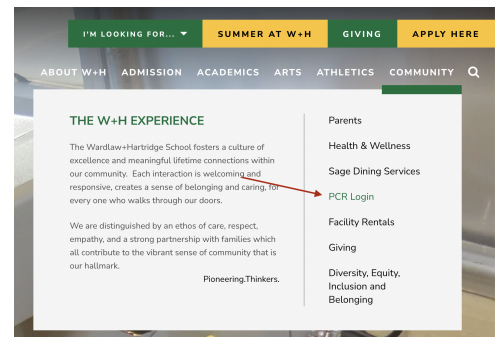 I'M LOOKING FOR...
SUMMER AT W+H
GIVING
APPLY HERE
ABOUT W+H
ADMISSION
ACADEMICS
ARTS
ATHLETICS
COMMUNITY
THE W+H EXPERIENCE
The Wardlaw+Hartridge School fosters a culture of
excellence and meaningful lifetime connections within
our community. Each interaction is welcoming and
responsive, creates a sense of belonging and caring, for
every one who walks through our doors.
We are distinguished by an ethos of care, respect,
empathy, and a strong partnership with families which
all contribute to the vibrant sense of community that is
our hallmark.
Pioneering.Thinkers.
Parents
Health & Wellness
Sage Dining Services
PCR Login
Facility Rentals
Giving
Diversity, Equity,
Inclusion and
Belonging